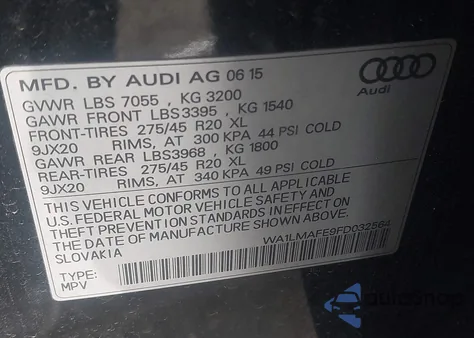 MFD. BY AUDI AG 06 15
Audi
GVWR LBS 7055 , KG 3200
GAWR FRONT LBS3395 , KG 1540
FRONT-TIRES 275/45 R20 XL
9JX20 RIMS, AT 300 KPA 44 PSI COLD
GAWR REAR LBS3968 , KG 1800
REAR-TIRES 275/45 R20 XL
9JX20 RIMS, AT 340 KPA 49 PSI COLD
THIS VEHICLE CONFORMS TO ALL APPLICABLE
U.S. FEDERAL MOTOR VEHICLE SAFETY AND
THEFT PREVENTION STANDARDS IN EFFECT ON
THE DATE OF MANUFACTURE SHOWN ABOVE.
SLOVAKIA
WA1LMAFE9FD032564
TYPE:
MPV
autoSnap